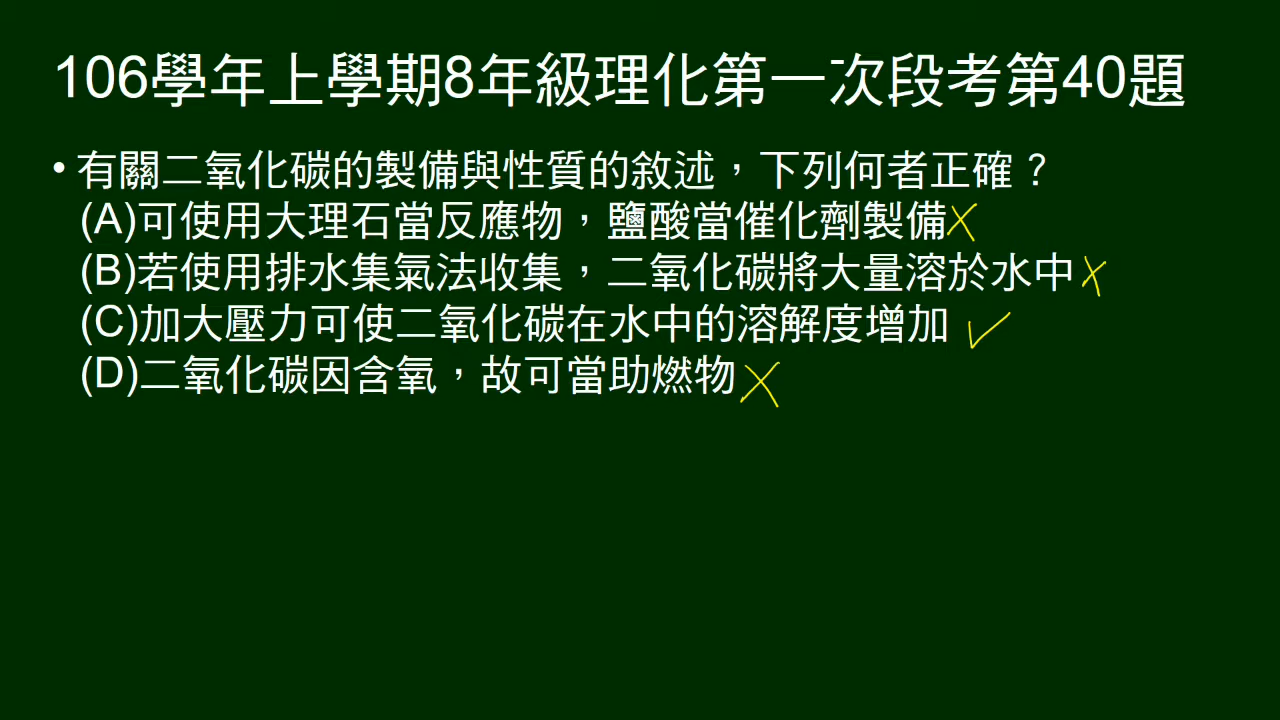 106學年上學期8年級理化第一次段考第40題
• 有關二氧化碳的製備與性質的敘述，下列何者正確？
(A)可使用大理石當反應物，鹽酸當催化劑製備
(B)若使用排水集氣法收集，二氧化碳將大量溶於水中
(C)加大壓力可使二氧化碳在水中的溶解度增加
(D)二氧化碳因含氧，故可當助燃物